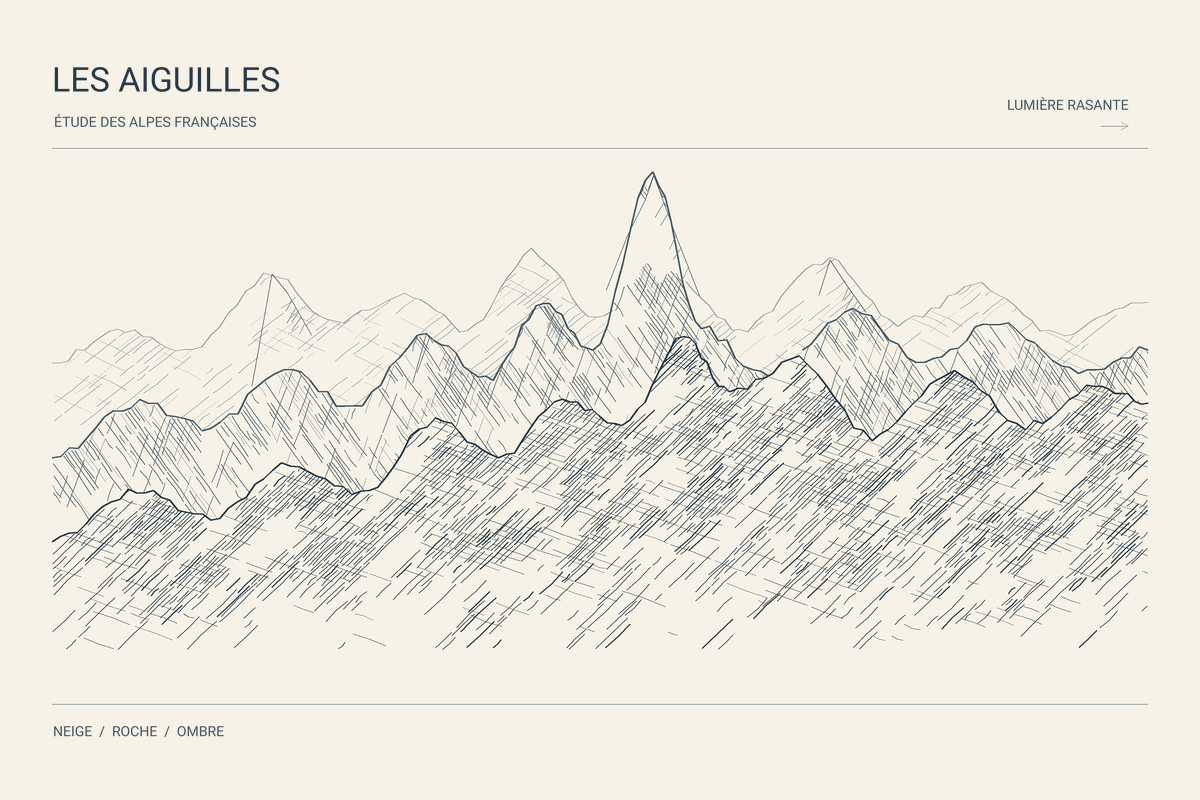 LES AIGUILLES
ÉTUDE DES ALPES FRANÇAISES
LUMIÈRE RASANTE
NEIGE / ROCHE / OMBRE